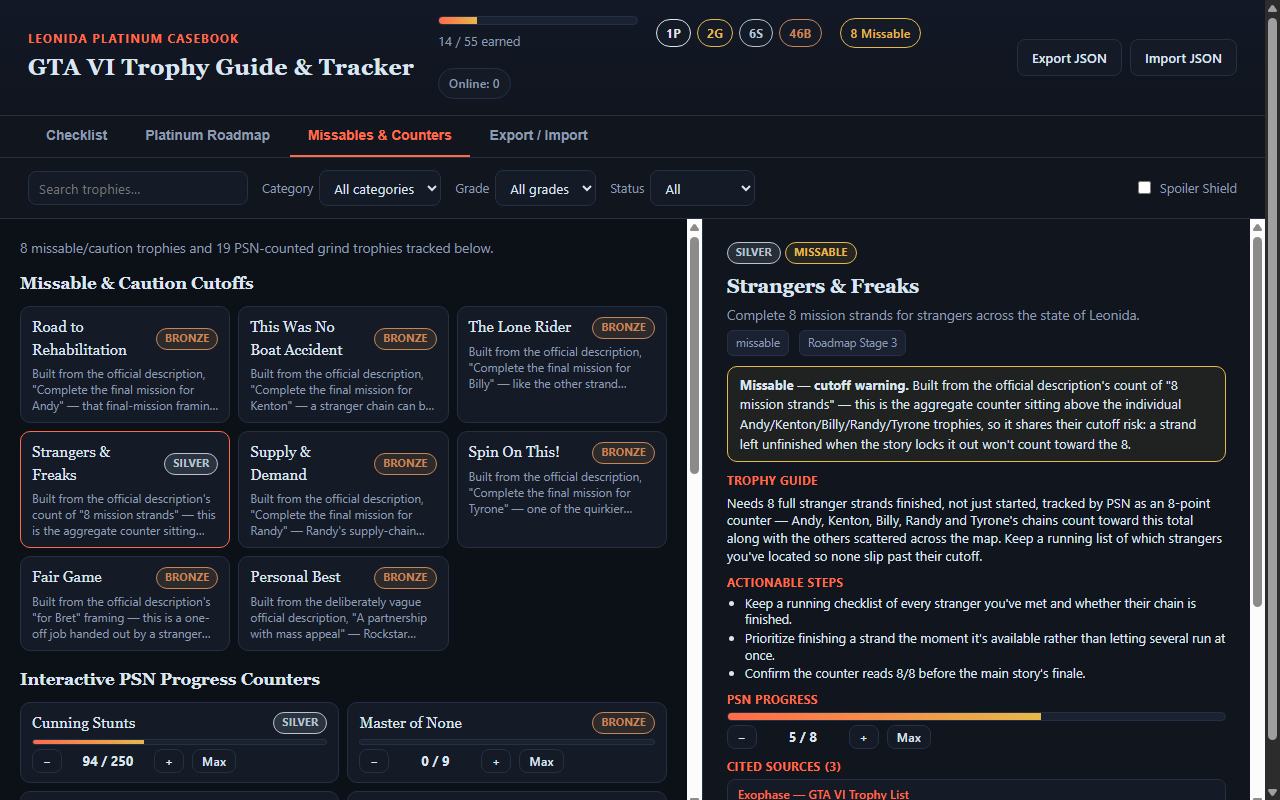 LEONIDA PLATINUM CASEBOOK
GTA VI Trophy Guide & Tracker
14 / 55 earned
1P
2G
6S
46B
8 Missable
Online: 0
Export JSON
Import JSON
Checklist
Platinum Roadmap
Missables & Counters
Export / Import
Search trophies...
Category
All categories
Grade
All grades
Status
All
Spoiler Shield
8 missable/caution trophies and 19 PSN-counted grind trophies tracked below.
Missable & Caution Cutoffs
Road to
Rehabilitation
BRONZE
Built from the official description,
"Complete the final mission for
Andy" — that final-mission framin...
This Was No
Boat Accident
BRONZE
Built from the official description,
"Complete the final mission for
Kenton" — a stranger chain can b...
The Lone Rider
BRONZE
Built from the official description,
"Complete the final mission for
Billy" — like the other strand...
Strangers &
Freaks
SILVER
Built from the official description's
count of "8 mission strands" — this
is the aggregate counter sitting...
Supply &
Demand
BRONZE
Built from the official description,
"Complete the final mission for
Randy" — Randy's supply-chain...
Spin On This!
BRONZE
Built from the official description,
"Complete the final mission for
Tyrone" — one of the quirkier...
Fair Game
BRONZE
Built from the official description's
"for Bret" framing — this is a one-
off job handed out by a stranger...
Personal Best
BRONZE
Built from the deliberately vague
official description, "A partnership
with mass appeal" — Rockstar...
Interactive PSN Progress Counters
Cunning Stunts
SILVER
−
94 / 250
+
Max
Master of None
BRONZE
−
0 / 9
+
Max
SILVER
MISSABLE
Strangers & Freaks
Complete 8 mission strands for strangers across the state of Leonida.
missable
Roadmap Stage 3
Missable — cutoff warning. Built from the official description's count of "8
mission strands" — this is the aggregate counter sitting above the individual
Andy/Kenton/Billy/Randy/Tyrone trophies, so it shares their cutoff risk: a strand
left unfinished when the story locks it out won't count toward the 8.
TROPHY GUIDE
Needs 8 full stranger strands finished, not just started, tracked by PSN as an 8-point
counter — Andy, Kenton, Billy, Randy and Tyrone's chains count toward this total
along with the others scattered across the map. Keep a running list of which strangers
you've located so none slip past their cutoff.
ACTIONABLE STEPS
• Keep a running checklist of every stranger you've met and whether their chain is
finished.
• Prioritize finishing a strand the moment it's available rather than letting several run at
once.
• Confirm the counter reads 8/8 before the main story's finale.
PSN PROGRESS
−
5 / 8
+
Max
CITED SOURCES (3)
Exophase — GTA VI Trophy List